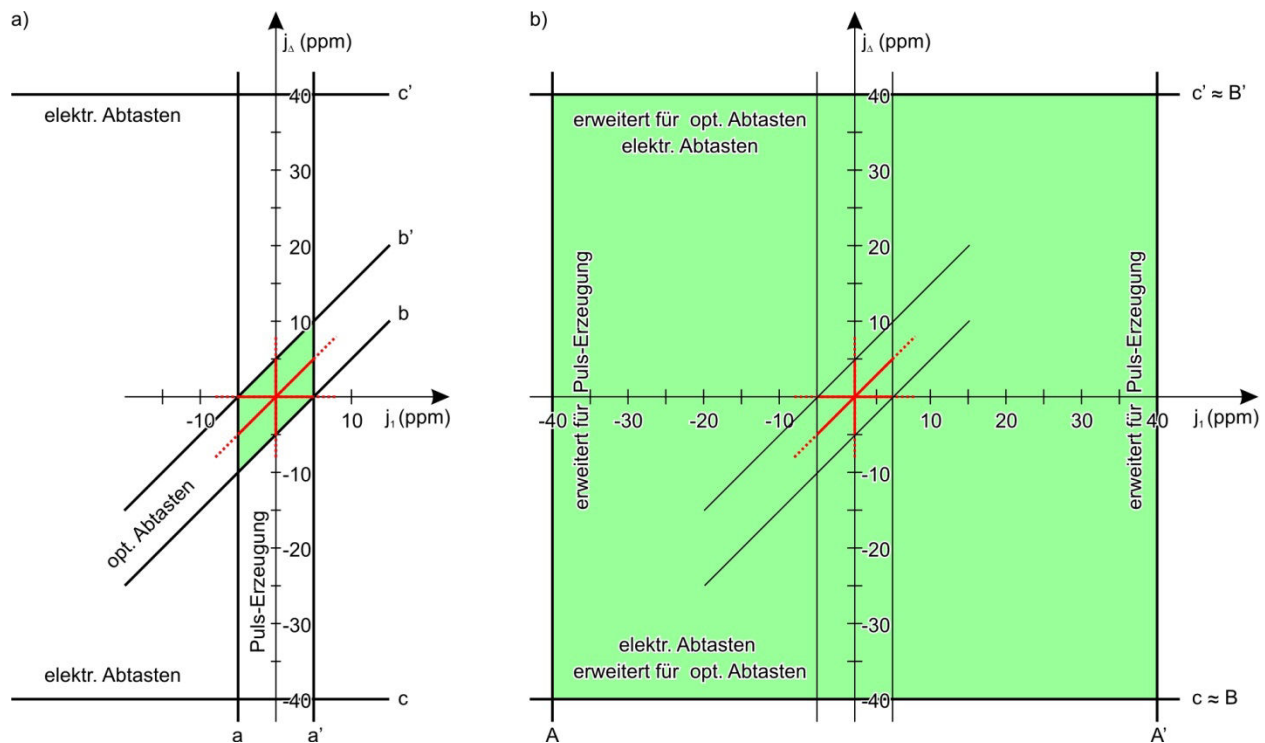 a)
j_Δ (ppm)
c'
elektr. Abtasten
40
30
20
10
b'
b
-10
10
j₁ (ppm)
-10
-20
-30
-40
opt. Abtasten
Puls-Erzeugung
elektr. Abtasten
c
a
a'
b)
j_Δ (ppm)
c' ≈ B'
erweitert für opt. Abtasten
elektr. Abtasten
40
30
20
10
erweitert für Puls-Erzeugung
erweitert für Puls-Erzeugung
-40
-30
-20
-10
10
20
30
40
j₁ (ppm)
-10
-20
-30
-40
elektr. Abtasten
erweitert für opt. Abtasten
c ≈ B
A
A'